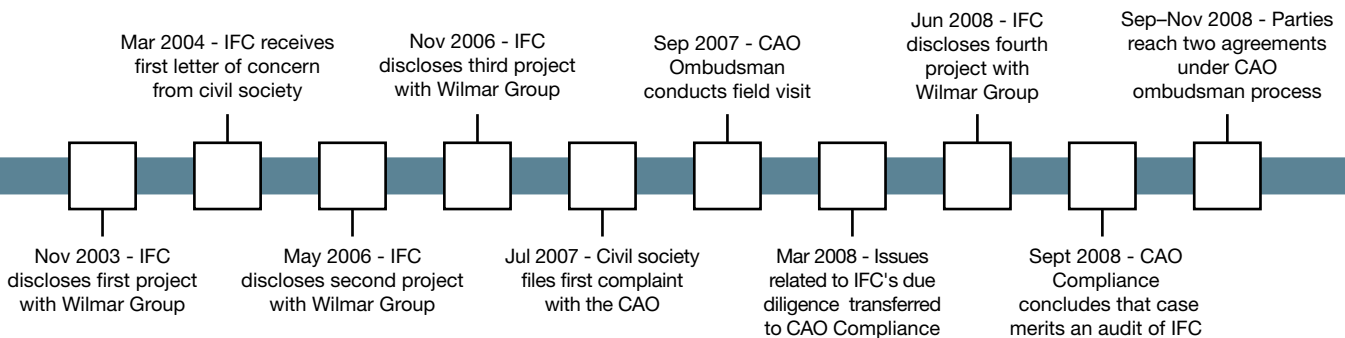 Mar 2004 - IFC receives
first letter of concern
from civil society
Nov 2006 - IFC
discloses third project
with Wilmar Group
Sep 2007 - CAO
Ombudsman
conducts field visit
Jun 2008 - IFC
discloses fourth
project with
Wilmar Group
Sep–Nov 2008 - Parties
reach two agreements
under CAO
ombudsman process
Nov 2003 - IFC
discloses first project
with Wilmar Group
May 2006 - IFC
discloses second project
with Wilmar Group
Jul 2007 - Civil society
files first complaint
with the CAO
Mar 2008 - Issues
related to IFC's due
diligence transferred
to CAO Compliance
Sept 2008 - CAO
Compliance
concludes that case
merits an audit of IFC